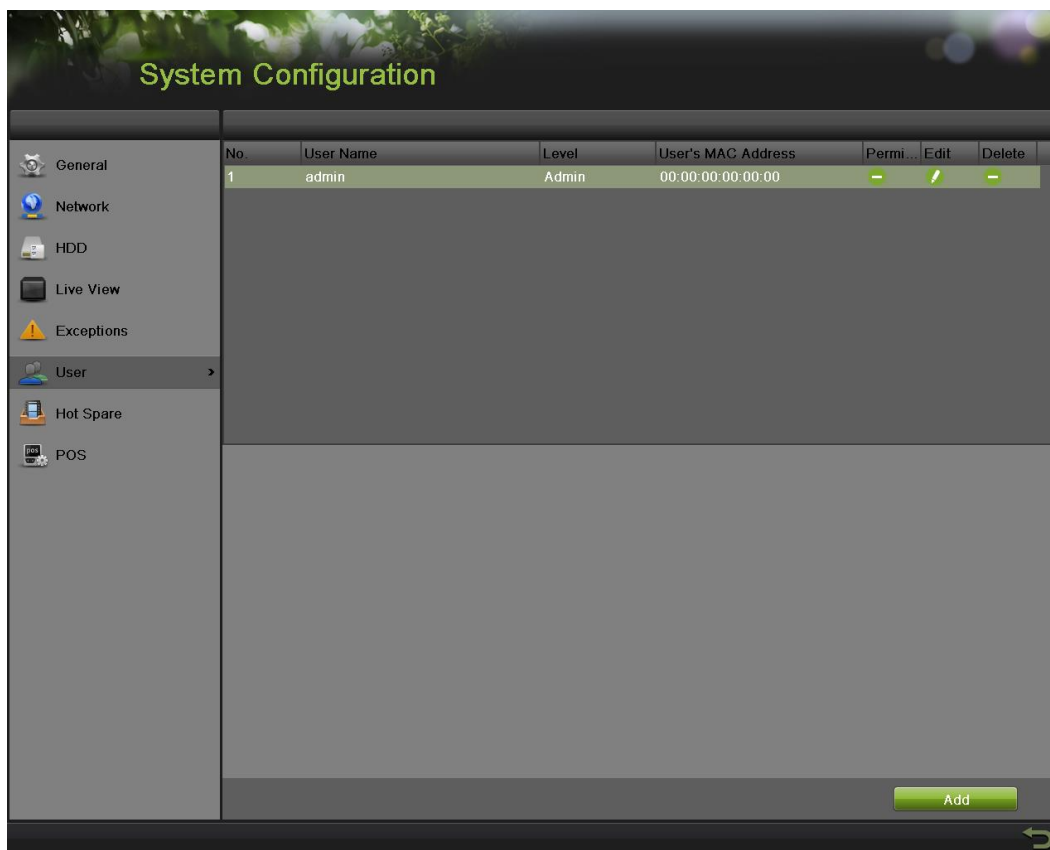 System Configuration
General
Network
HDD
Live View
Exceptions
User
Hot Spare
POS
No. User Name Level User's MAC Address Permi... Edit Delete
1 admin Admin 00:00:00:00:00:00
Add